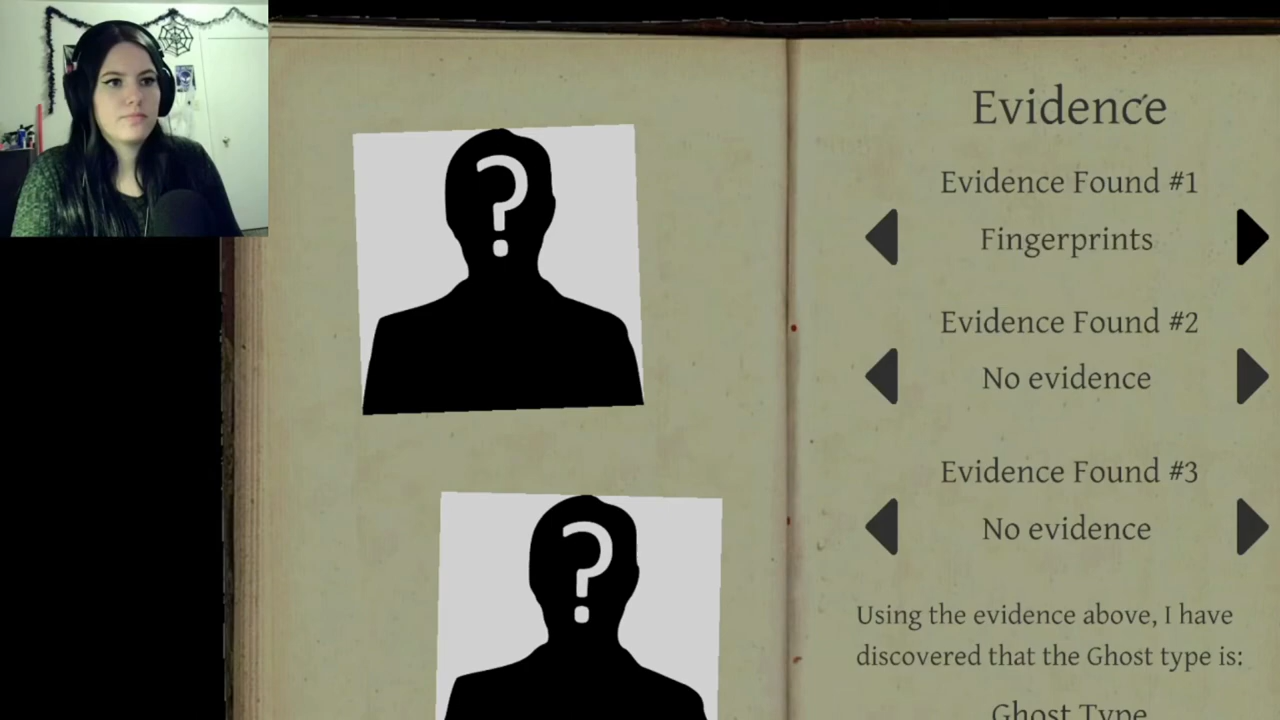 Evidence
Evidence Found #1
Fingerprints
Evidence Found #2
No evidence
Evidence Found #3
No evidence
Using the evidence above, I have
discovered that the Ghost type is:
Ghost Type
?
?